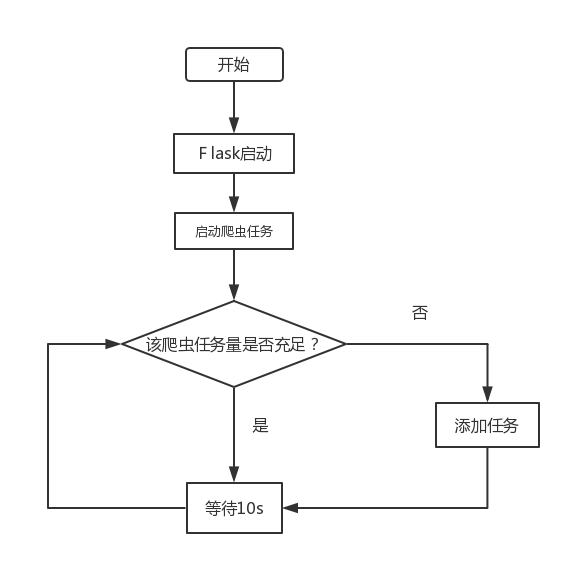 开始
F lask启动
启动爬虫任务
否
该爬虫任务量是否充足？
添加任务
是
等待10s